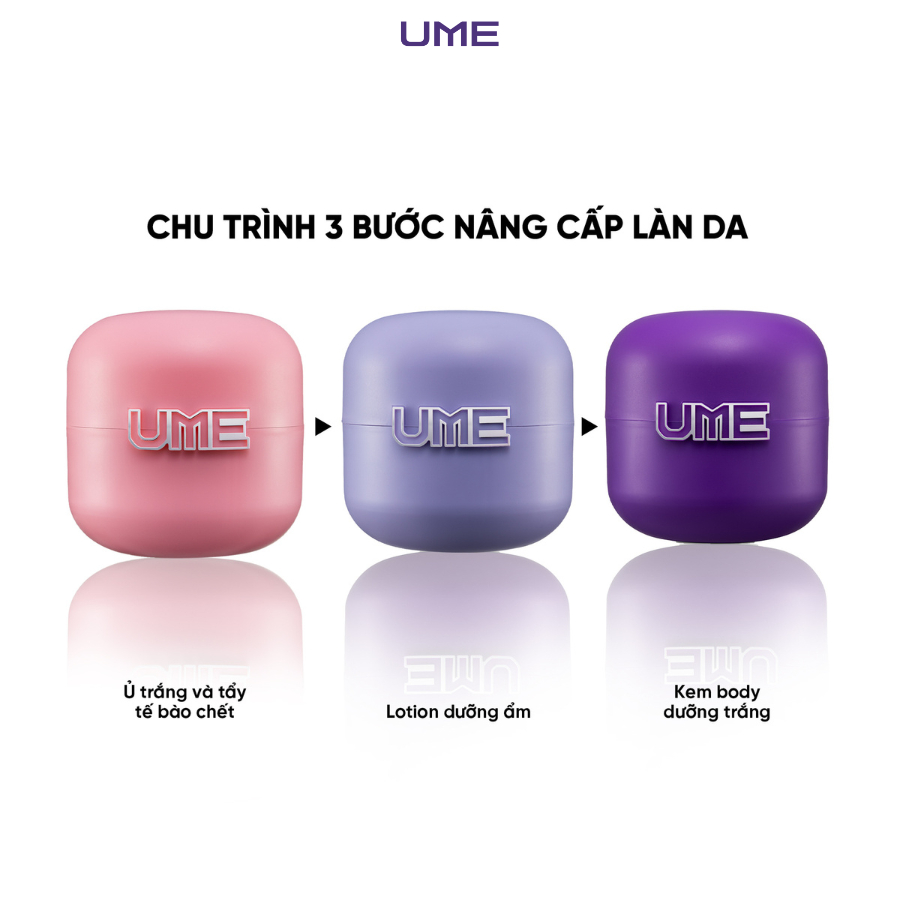 UME
CHU TRÌNH 3 BƯỚC NÂNG CẤP LÀN DA
UME
UME
UME
Ủ trắng và tẩy
tế bào chết
Lotion dưỡng ẩm
Kem body
dưỡng trắng